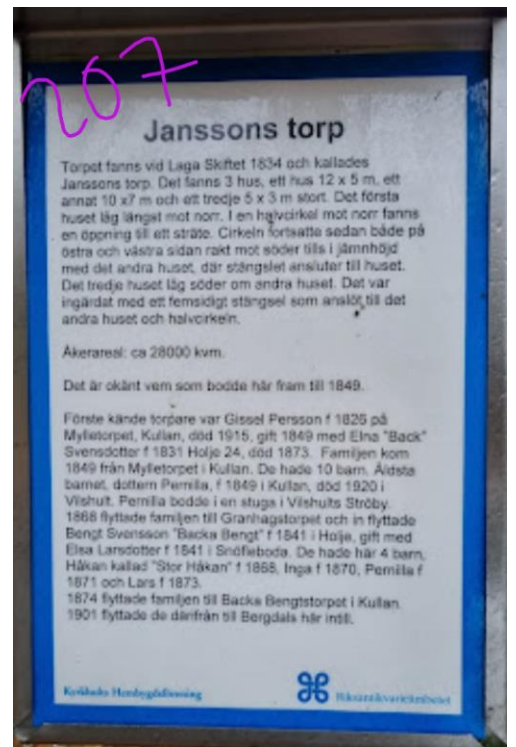 207
Janssons torp
Torpet fanns vid Laga Skiftet 1834 och kallades
Janssons torp. Det fanns 3 hus, ett hus 12 x 5 m, ett
annat 10 x7 m och ett tredje 5 x 3 m stort. Det första
huset låg längst mot norr. I en halvcirkel mot norr fanns
en öppning till ett sträte. Cirkeln fortsatte sedan både på
östra och västra sidan rakt mot söder tills i jämnhöjd
med det andra huset, där stängslet ansluter till huset.
Det tredje huset låg söder om andra huset. Det var
ingärdat med ett femsidigt stängsel som anslöt till det
andra huset och halvcirkeln.
Åkerareal: ca 28000 kvm.
Det är okänt vem som bodde här fram till 1849.
Förste kände torpare var Gissel Persson f 1826 på
Mylletorpet, Kullan, död 1915, gift 1849 med Elna "Back"
Svensdotter f 1831 Holje 24, död 1873. Familjen kom
1849 från Mylletorpet i Kullan. De hade 10 barn. Äldsta
barnet, dottern Pernilla, f 1849 i Kullan, död 1920 i
Vilshult. Pernilla bodde i en stuga i Vilshults Ströby.
1868 flyttade familjen till Granhagstorpet och in flyttade
Bengt Svensson "Backa Bengt" f 1841 i Holje, gift med
Elsa Larsdotter f 1841 i Snöfleboda. De hade här 4 barn,
Håkan kallad "Stor Håkan" f 1868, Inga f 1870, Pernilla f
1871 och Lars f 1873.
1874 flyttade familjen till Backa Bengtstorpet i Kullan.
1901 flyttade de därifrån till Bergdals här intill.
Kyrkhults Hembygdsförening
Riksantikvarieämbetet